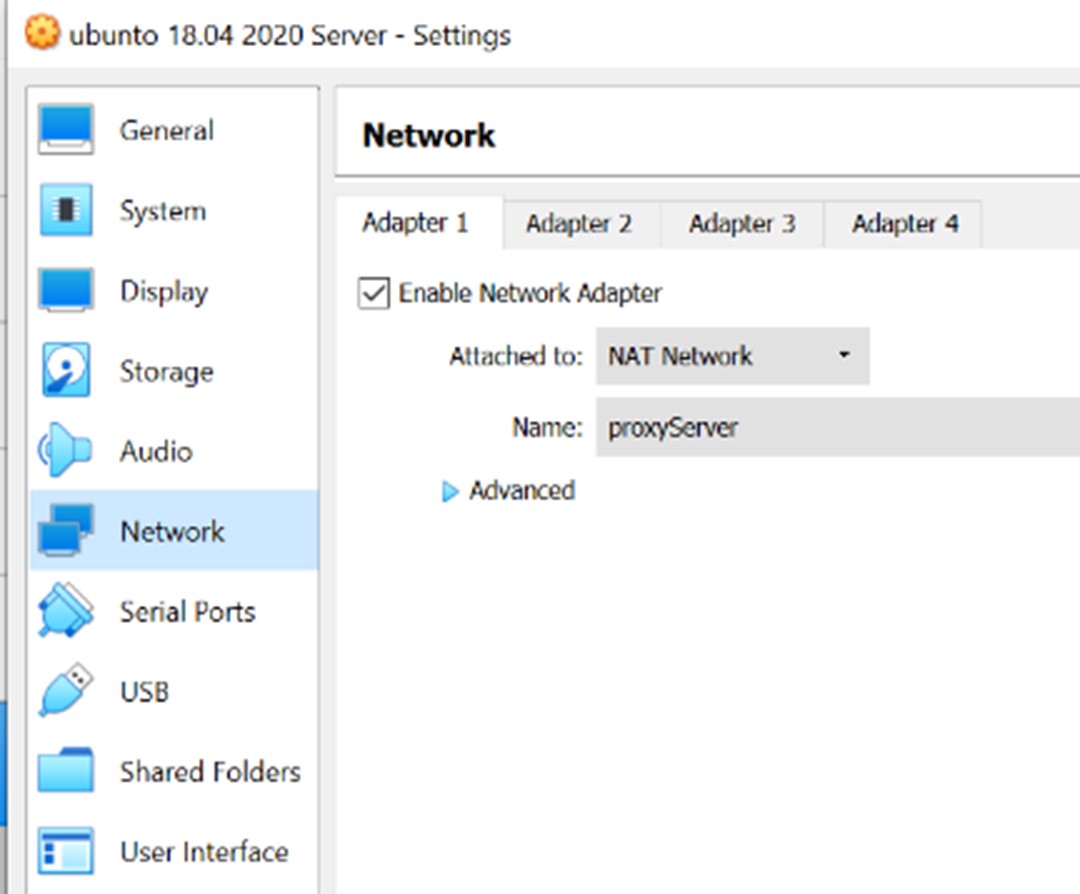 ubunto 18.04 2020 Server - Settings
General
System
Display
Storage
Audio
Network
Serial Ports
USB
Shared Folders
User Interface
Network
Adapter 1 Adapter 2 Adapter 3 Adapter 4
Enable Network Adapter
Attached to: NAT Network
Name: proxyServer
Advanced